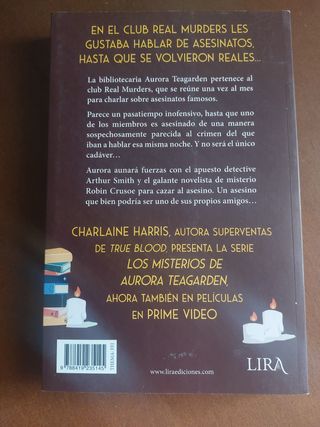 EN EL CLUB REAL MURDERS LES
GUSTABA HABLAR DE ASESINATOS,
HASTA QUE SE VOLVIERON REALES...
La bibliotecaria Aurora Teagarden pertenece al
club Real Murders, que se reúne una vez al mes
para charlar sobre asesinatos famosos.
Parece un pasatiempo inofensivo, hasta que uno
de los miembros es asesinado de una manera
sospechosamente parecida al crimen del que
iban a hablar esa misma noche. Y no será el único
cadáver...
Aurora aunará fuerzas con el apuesto detective
Arthur Smith y el galante novelista de misterio
Robin Crusoe para cazar al asesino. Un asesino
que bien podría ser uno de sus propios amigos...
CHARLAINE HARRIS, AUTORA SUPERVENTAS
DE TRUE BLOOD, PRESENTA LA SERIE
LOS MISTERIOS DE
AURORA TEAGARDEN,
AHORA TAMBIÉN EN PELÍCULAS
EN PRIME VIDEO
9 788419 235145
www.liraediciones.com
LIRA